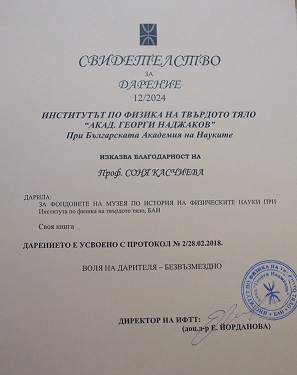 СВИДЕТЕЛСТВО
ЗА
ДАРЕНИЕ
12/2024
ИНСТИТУТЪТ ПО ФИЗИКА НА ТВЪРДОТО ТЯЛО
“АКАД. ГЕОРГИ НАДЖАКОВ”
При Българската Академия на Науките
ИЗКАЗВА БЛАГОДАРНОСТ НА
Проф. СОНЯ КАСЧИЕВА
ДАРИЛА:
ЗА ФОНДОВЕТЕ НА МУЗЕЯ ПО ИСТОРИЯ НА ФИЗИЧЕСКИТЕ НАУКИ ПРИ
Института по физика на твърдото тяло, БАН
Своя книга
ДАРЕНИЕТО Е УСВОЕНО С ПРОТОКОЛ № 2/28.02.2018.
ВОЛЯ НА ДАРИТЕЛЯ – БЕЗВЪЗМЕЗДНО
ДИРЕКТОР НА ИФТТ:
(доц.д-р Е. ЙОРДАНОВА)